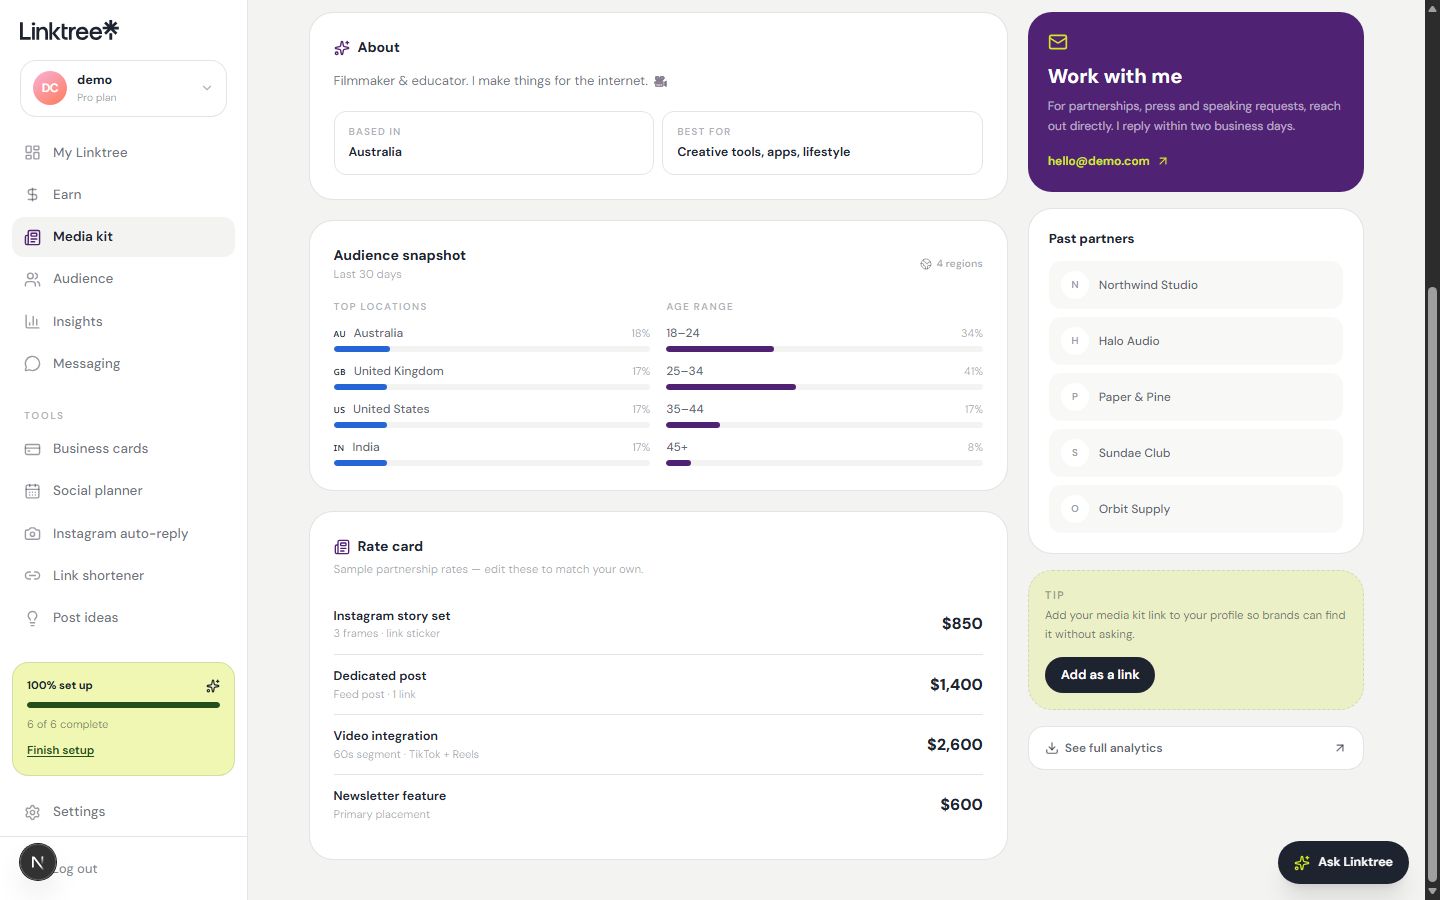 Linktree
DC
demo
Pro plan
My Linktree
Earn
Media kit
Audience
Insights
Messaging
TOOLS
Business cards
Social planner
Instagram auto-reply
Link shortener
Post ideas
100% set up
6 of 6 complete
Finish setup
Settings
N
Log out
About
Filmmaker & educator. I make things for the internet. 🎥
BASED IN
Australia
BEST FOR
Creative tools, apps, lifestyle
Audience snapshot
Last 30 days
4 regions
TOP LOCATIONS
AU Australia 18%
GB United Kingdom 17%
US United States 17%
IN India 17%
AGE RANGE
18–24 34%
25–34 41%
35–44 17%
45+ 8%
Rate card
Sample partnership rates — edit these to match your own.
Instagram story set
3 frames · link sticker
$850
Dedicated post
Feed post · 1 link
$1,400
Video integration
60s segment · TikTok + Reels
$2,600
Newsletter feature
Primary placement
$600
Work with me
For partnerships, press and speaking requests, reach
out directly. I reply within two business days.
hello@demo.com
Past partners
N Northwind Studio
H Halo Audio
P Paper & Pine
S Sundae Club
O Orbit Supply
TIP
Add your media kit link to your profile so brands can find
it without asking.
Add as a link
See full analytics
Ask Linktree